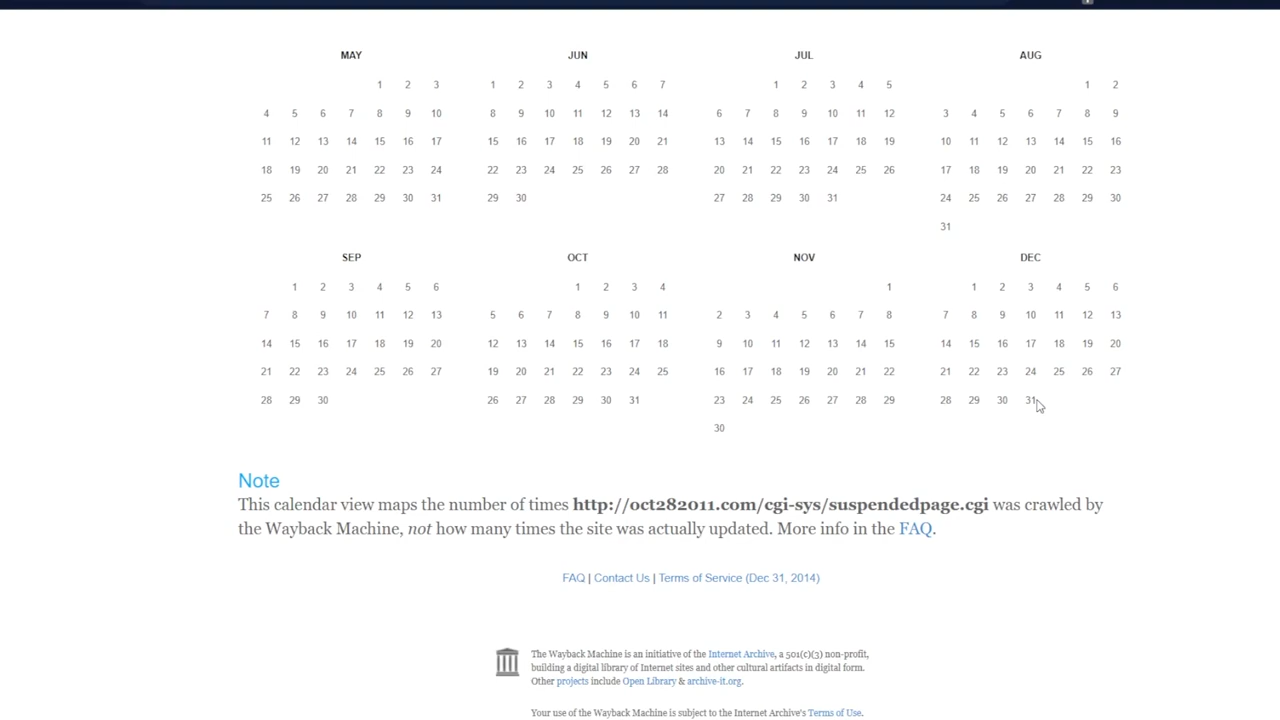 MAY JUN JUL AUG
1 2 3 1 2 3 4 5 6 7 1 2 3 4 5 1 2
4 5 6 7 8 9 10 8 9 10 11 12 13 14 6 7 8 9 10 11 12 3 4 5 6 7 8 9
11 12 13 14 15 16 17 15 16 17 18 19 20 21 13 14 15 16 17 18 19 10 11 12 13 14 15 16
18 19 20 21 22 23 24 22 23 24 25 26 27 28 20 21 22 23 24 25 26 17 18 19 20 21 22 23
25 26 27 28 29 30 31 29 30 27 28 29 30 31 24 25 26 27 28 29 30
31
SEP OCT NOV DEC
1 2 3 4 5 6 1 2 3 4 1 1 2 3 4 5 6
7 8 9 10 11 12 13 5 6 7 8 9 10 11 2 3 4 5 6 7 8 7 8 9 10 11 12 13
14 15 16 17 18 19 20 12 13 14 15 16 17 18 9 10 11 12 13 14 15 14 15 16 17 18 19 20
21 22 23 24 25 26 27 19 20 21 22 23 24 25 16 17 18 19 20 21 22 21 22 23 24 25 26 27
28 29 30 26 27 28 29 30 31 23 24 25 26 27 28 29 28 29 30 31
30
Note
This calendar view maps the number of times http://oct282011.com/cgi-sys/suspendedpage.cgi was crawled by
the Wayback Machine, not how many times the site was actually updated. More info in the FAQ.
FAQ | Contact Us | Terms of Service (Dec 31, 2014)
The Wayback Machine is an initiative of the Internet Archive, a 501(c)(3) non-profit,
building a digital library of Internet sites and other cultural artifacts in digital form.
Other projects include Open Library & archive-it.org.
Your use of the Wayback Machine is subject to the Internet Archive's Terms of Use.